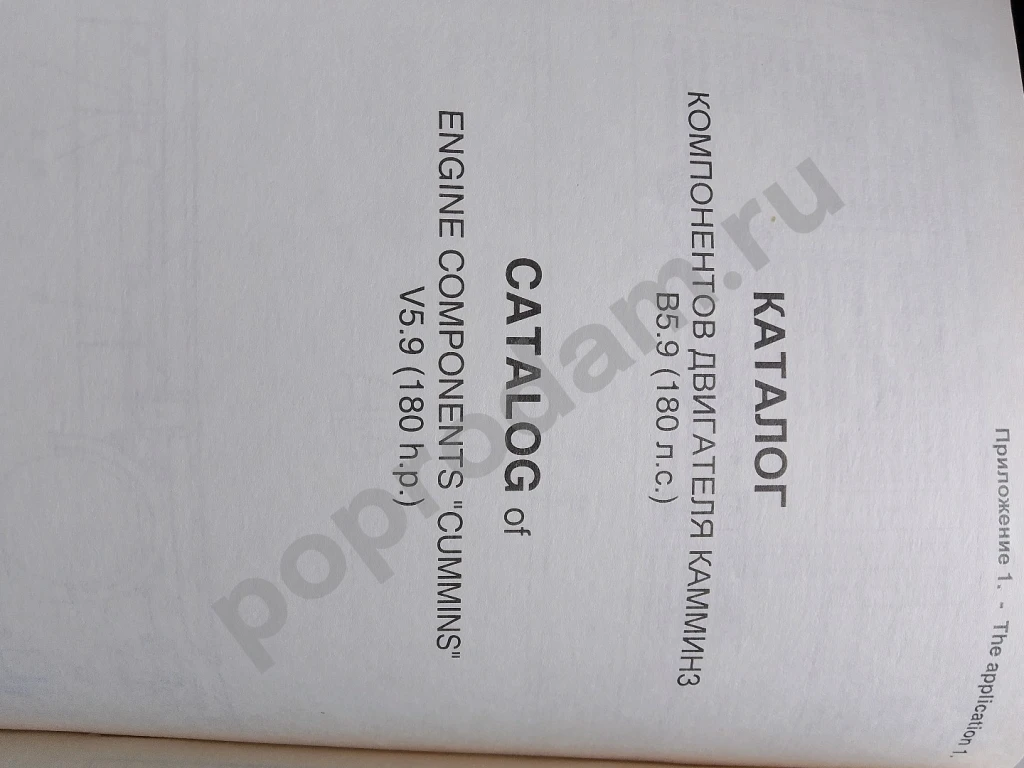 Приложение 1. - The application 1,
КАТАЛОГ
КОМПОНЕНТОВ ДВИГАТЕЛЯ КАММИНЗ
В5.9 (180 л.с.)
CATALOG of
ENGINE COMPONENTS "CUMMINS"
V5.9 (180 h.p.)
poprodam.ru